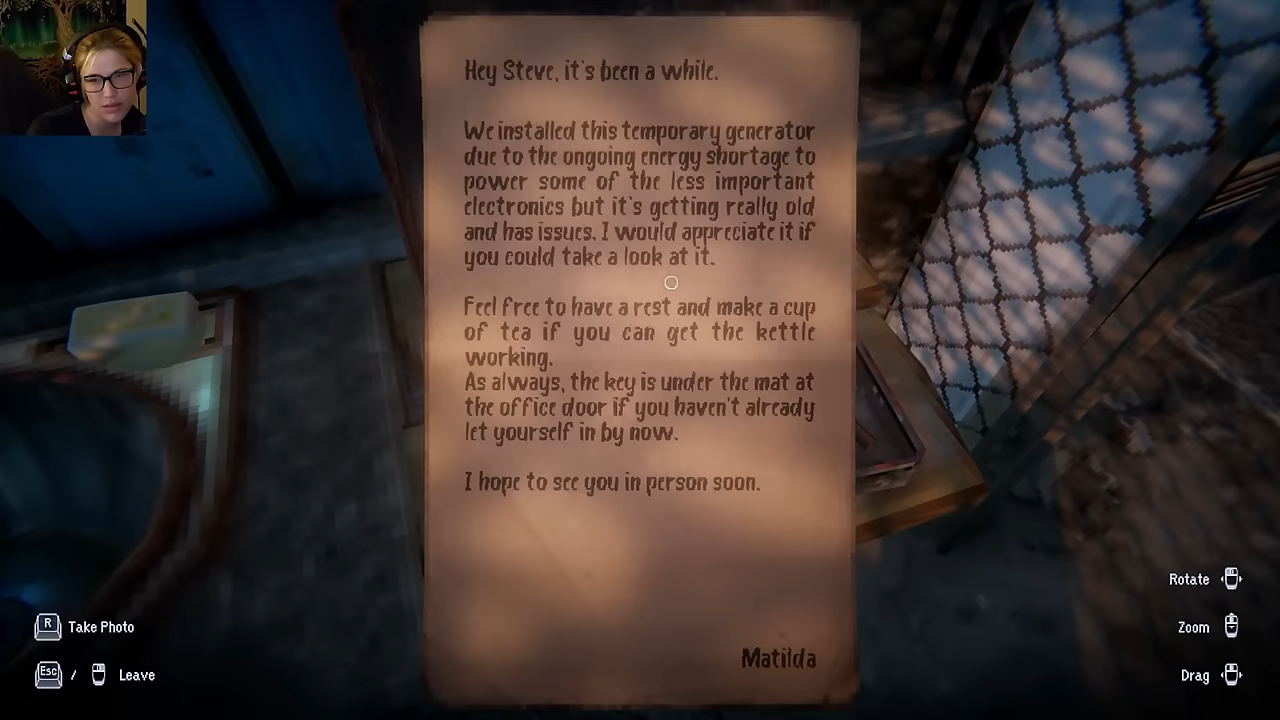 Hey Steve, it's been a while.
We installed this temporary generator
due to the ongoing energy shortage to
power some of the less important
electronics but it's getting really old
and has issues. I would appreciate it if
you could take a look at it.
Feel free to have a rest and make a cup
of tea if you can get the kettle
working.
As always, the key is under the mat at
the office door if you haven't already
let yourself in by now.
I hope to see you in person soon.
Matilda
R Take Photo
Esc / Leave
Rotate
Zoom
Drag